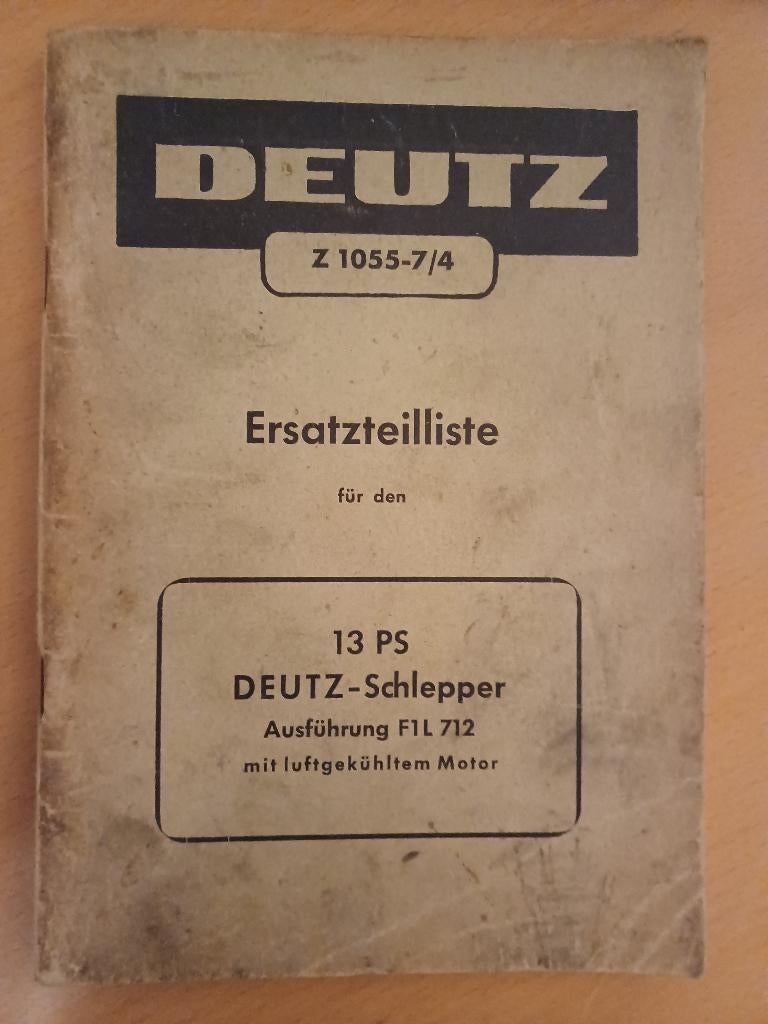 DEUTZ
Z 1055-7/4
Ersatzteilliste
für den
13 PS
DEUTZ-Schlepper
Ausführung F1L 712
mit luftgekühltem Motor